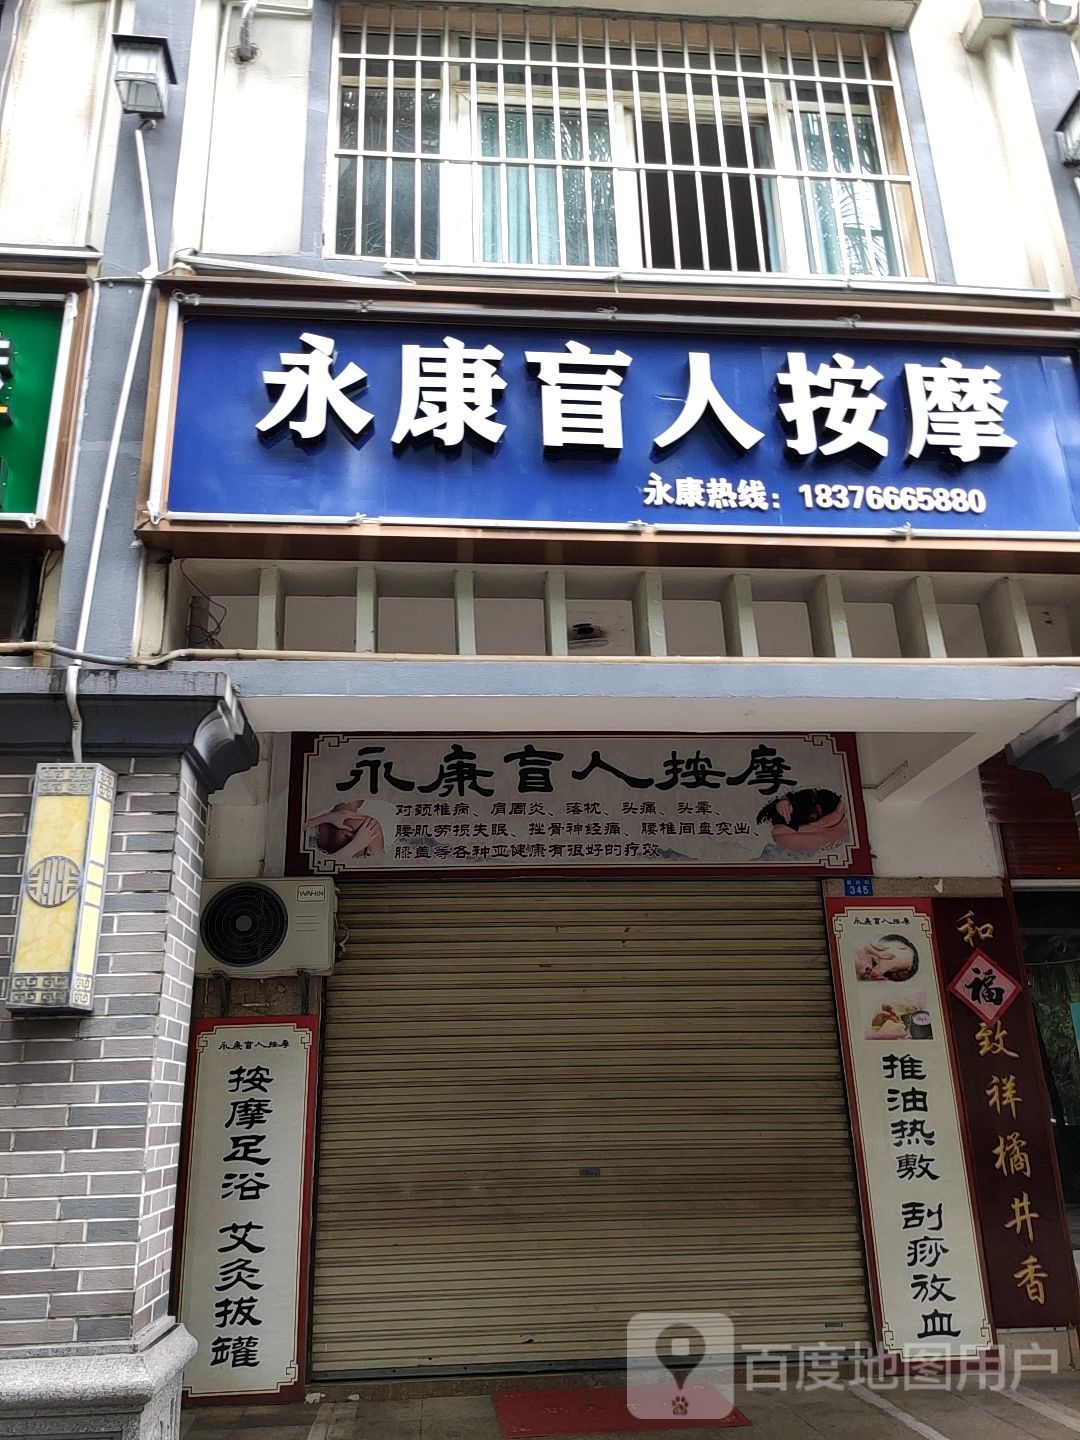 永康盲人按摩
永康热线：18376665880
永康盲人按摩
对颈椎病、肩周炎、落枕、头痛、头晕、
腰肌劳损失眠、挫骨神经痛、腰椎间盘突出、
膝盖等各种亚健康有很好的疗效
WAHIN
345
永康盲人按摩
按摩足浴 艾灸拔罐
永康盲人按摩
推油热敷 刮痧放血
和
福
致祥橘井香
百度地图用户